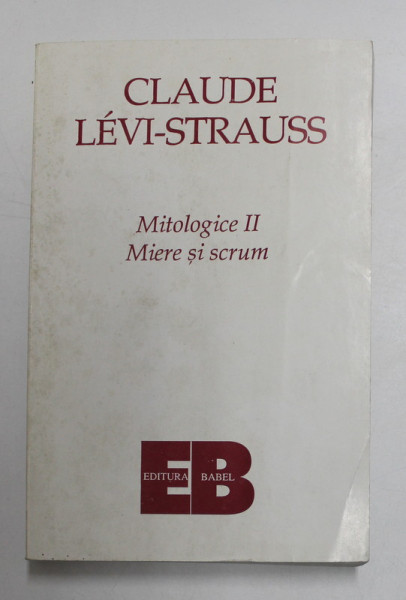 CLAUDE
LÉVI-STRAUSS
Mitologice II
Miere și scrum
EB
EDITURA BABEL